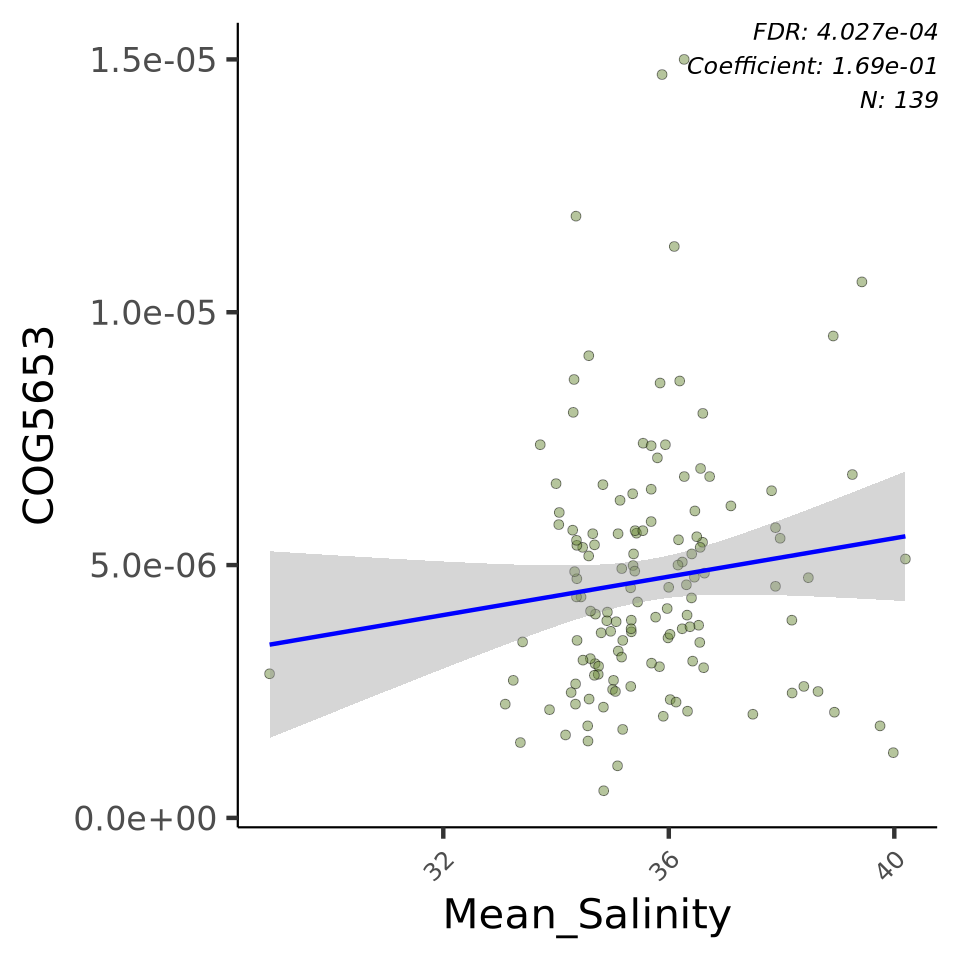 FDR: 4.027e-04
Coefficient: 1.69e-01
N: 139
1.5e-05
1.0e-05
5.0e-06
0.0e+00
COG5653
32
36
40
Mean_Salinity